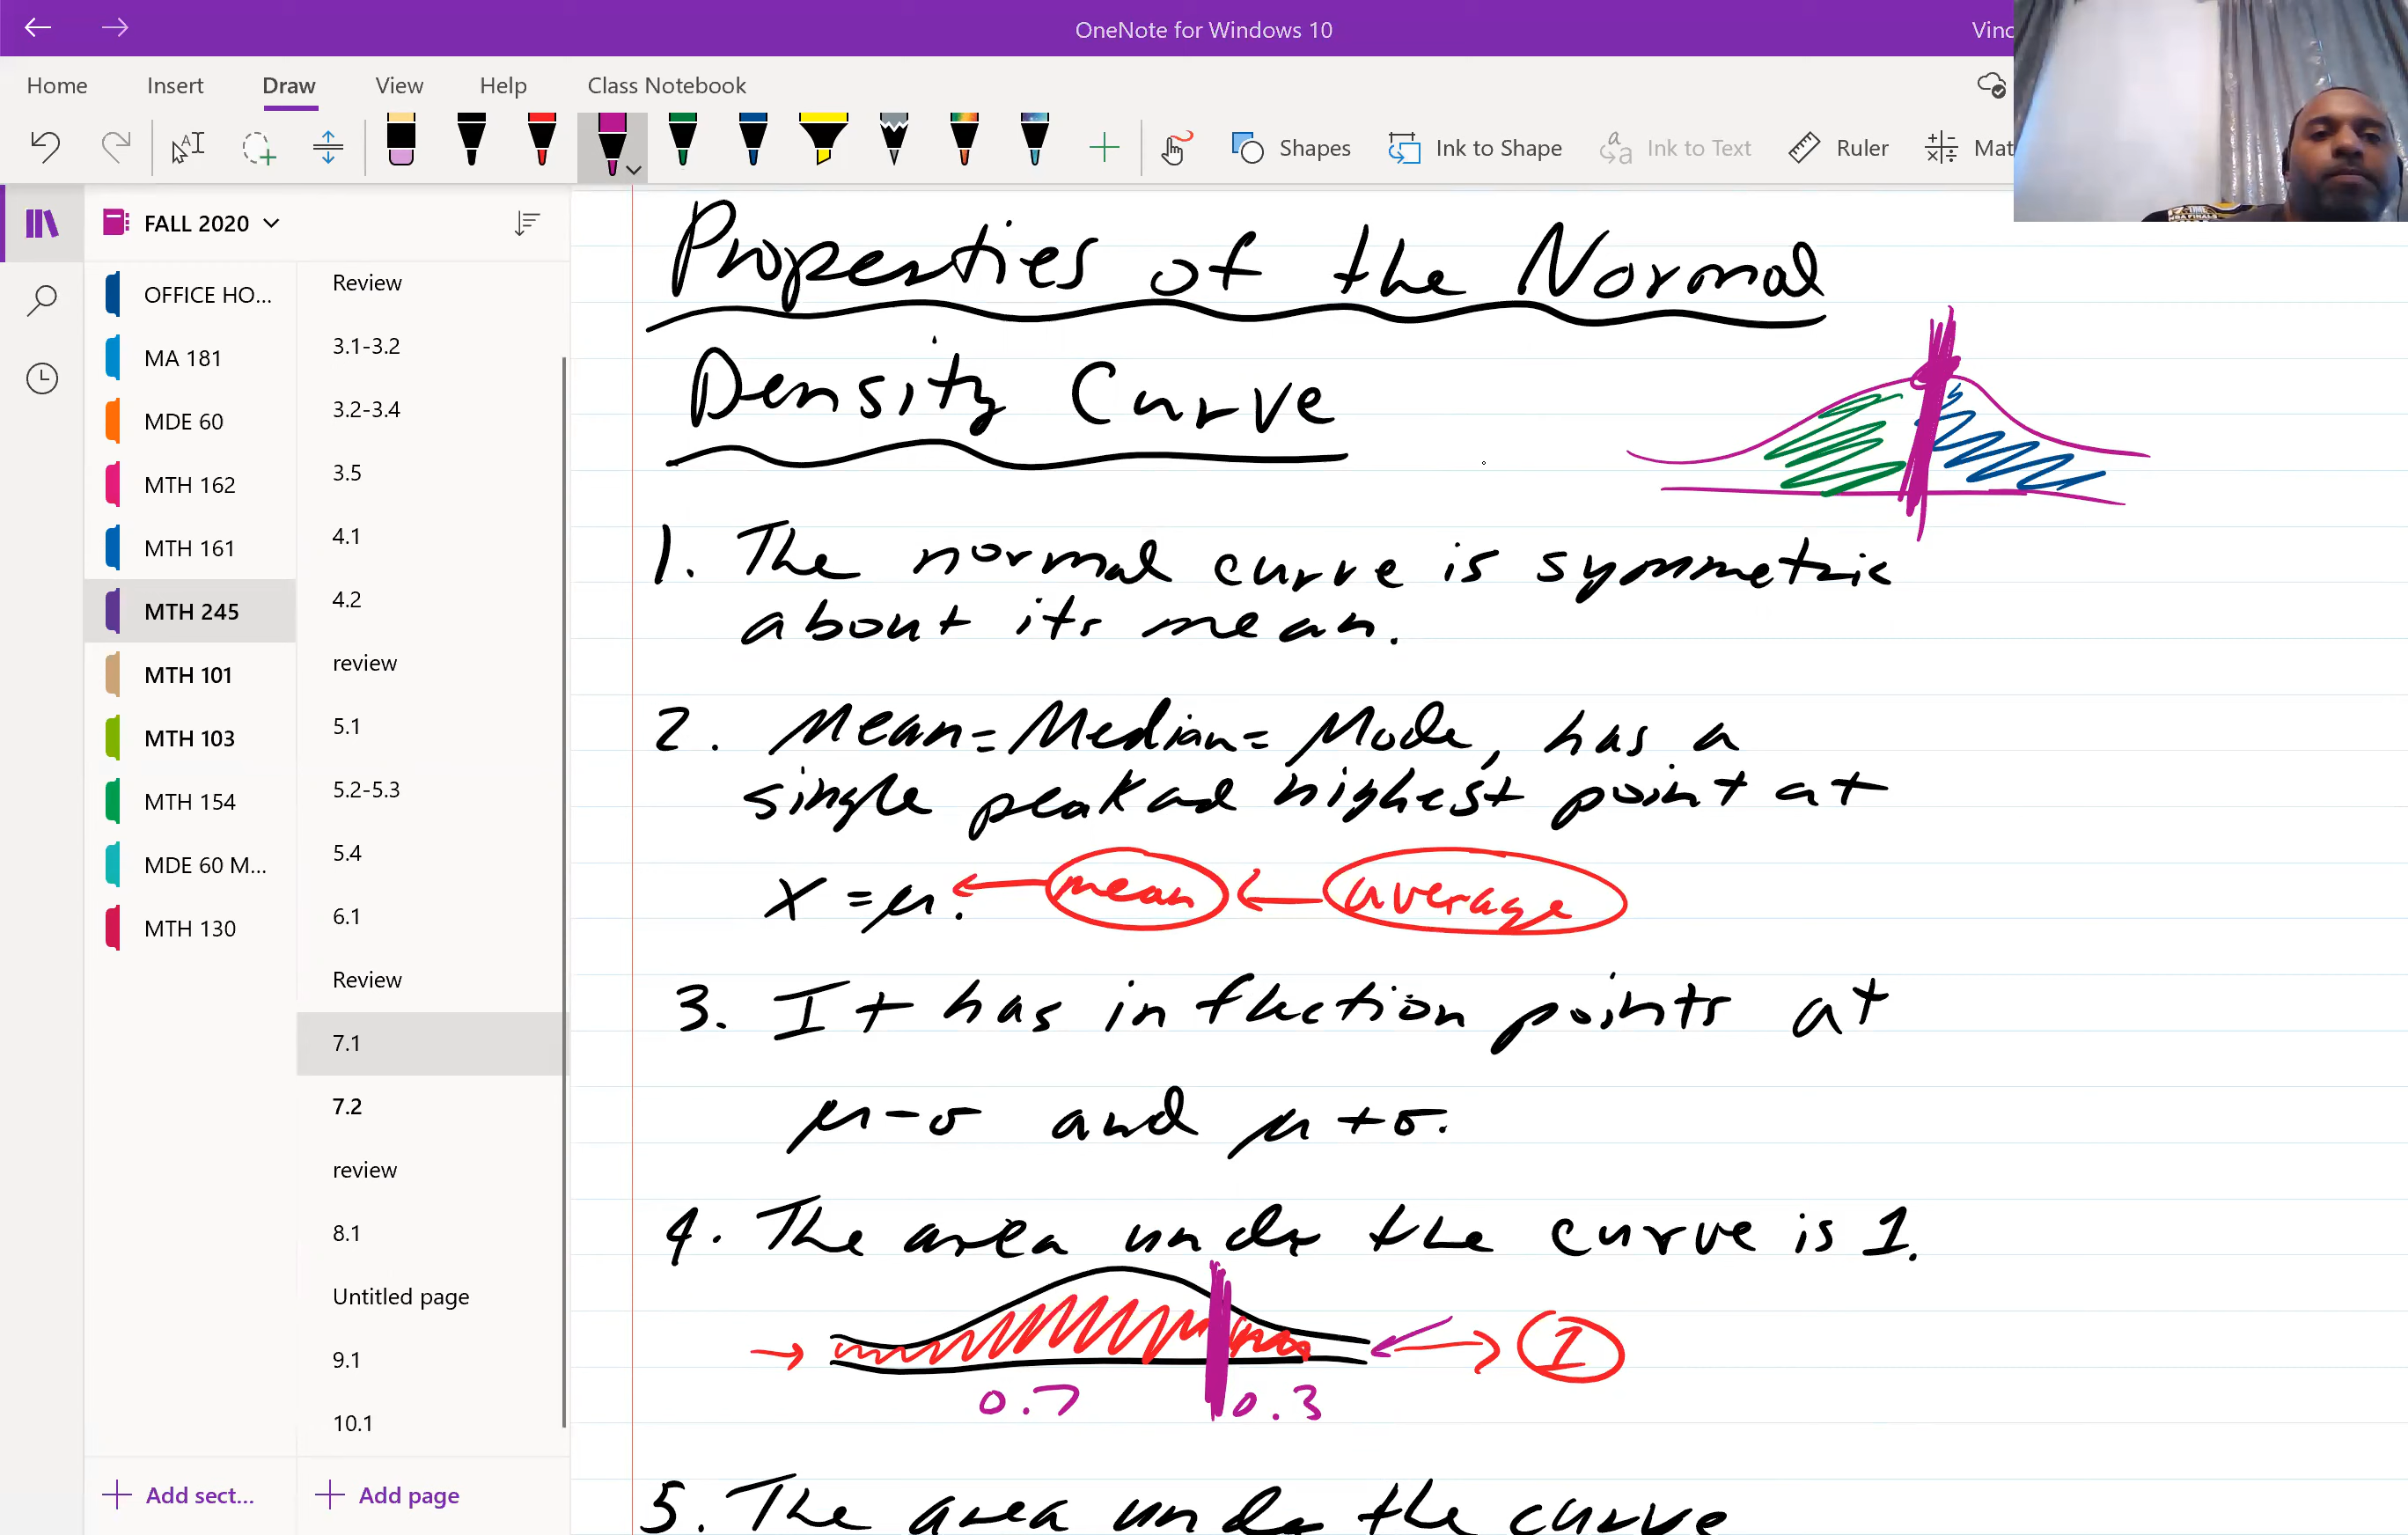 OneNote for Windows 10
Vinc
Home Insert Draw View Help Class Notebook
Shapes Ink to Shape Ink to Text Ruler Mat
FALL 2020
OFFICE HO...
MA 181
MDE 60
MTH 162
MTH 161
MTH 245
MTH 101
MTH 103
MTH 154
MDE 60 M...
MTH 130
Add sect...
Review
3.1-3.2
3.2-3.4
3.5
4.1
4.2
review
5.1
5.2-5.3
5.4
6.1
Review
7.1
7.2
review
8.1
Untitled page
9.1
10.1
Add page
Properties of the Normal
Density Curve
1. The normal curve is symmetric
about its mean.
2. Mean=Median=Mode, has a
single peak ad highest point at
x = μ. ← mean ← average
3. It has inflection points at
μ-σ and μ+σ.
4. The area under the curve is 1.
1
0.7 0.3
5. The area under the curve